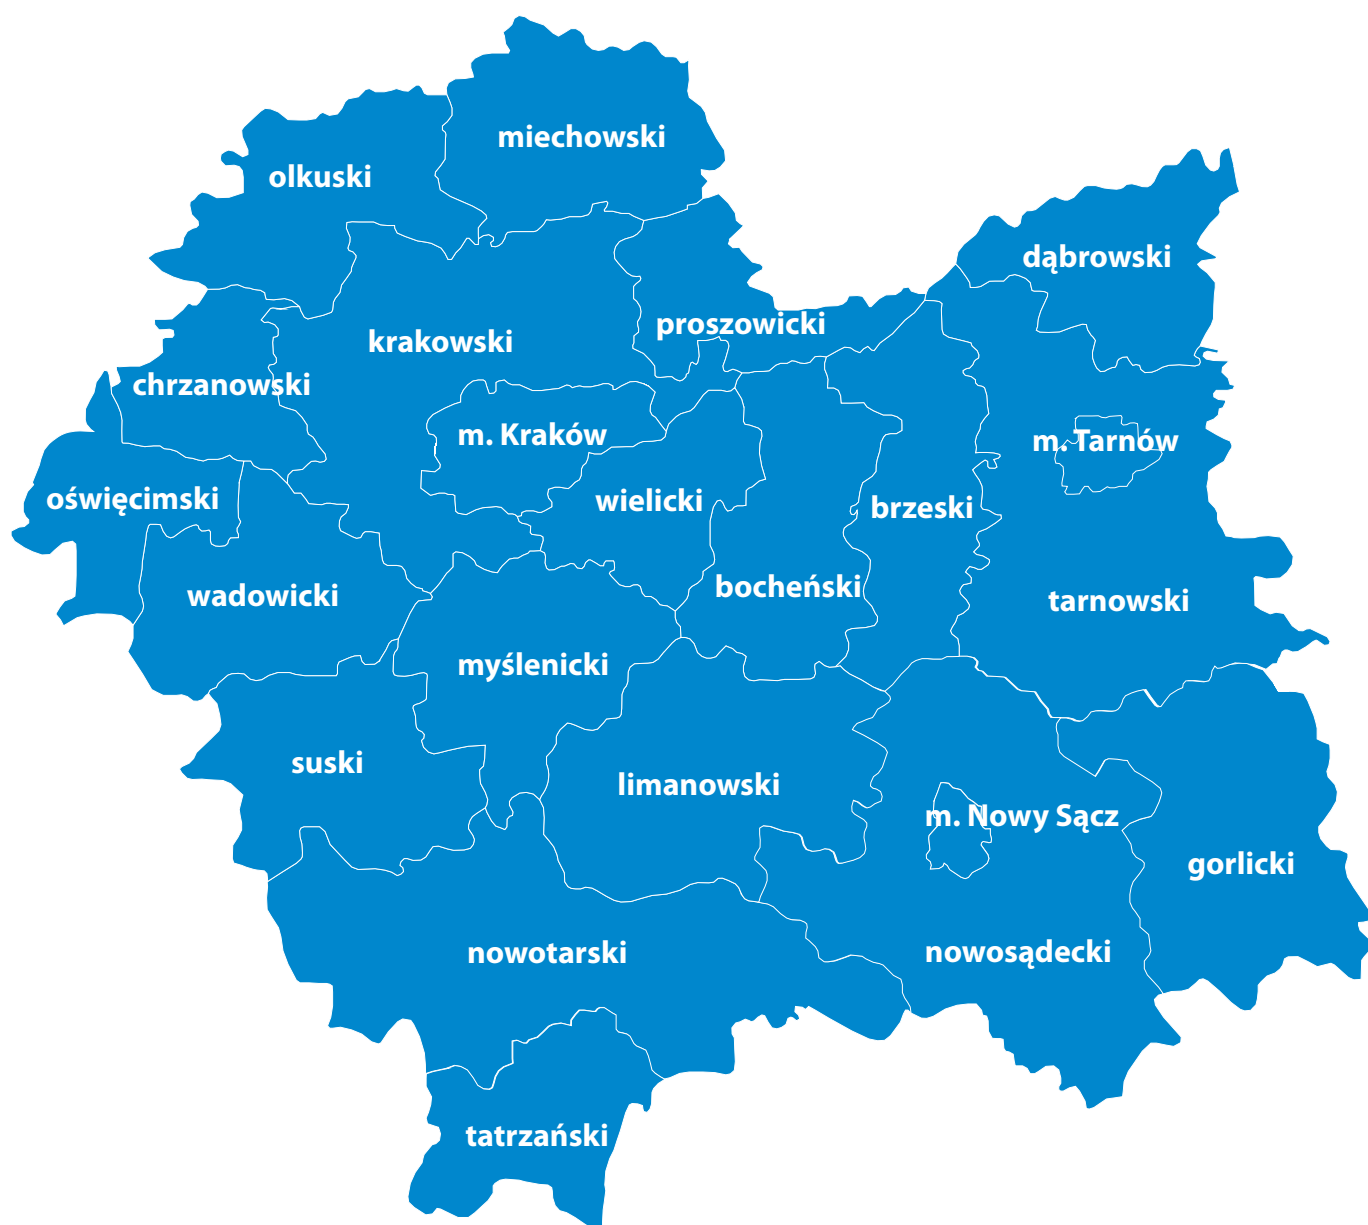 miechowski
olkuski
dąbrowski
proszowicki
krakowski
chrzanowski
m. Kraków
m. Tarnów
oświęcimski
wielicki
brzeski
bocheński
wadowicki
tarnowski
myślenicki
suski
limanowski
m. Nowy Sącz
gorlicki
nowotarski
nowosądecki
tatrzański